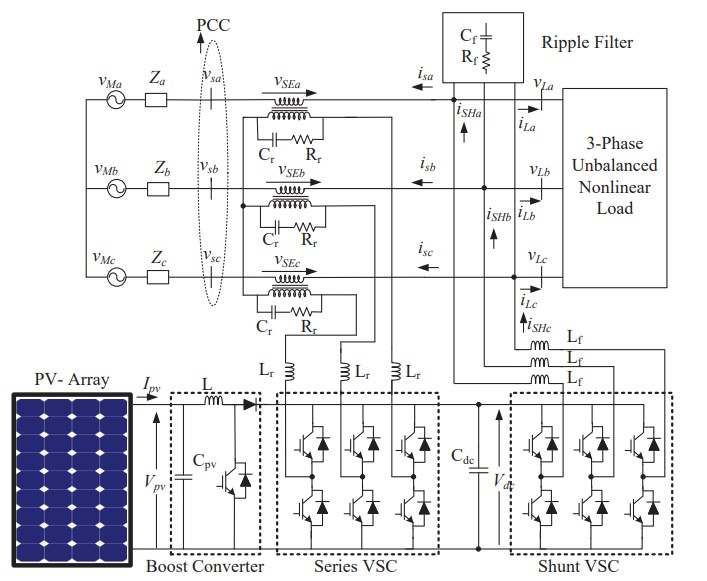 PCC
C_f
R_f
Ripple Filter
v_Ma
Z_a
v_sa
v_SEa
i_sa
i_SHa
v_La
i_La
C_r
R_r
3-Phase
Unbalanced
Nonlinear
Load
v_Mb
Z_b
v_sb
v_SEb
i_sb
i_SHb
v_Lb
i_Lb
C_r
R_r
v_Mc
Z_c
v_sc
v_SEc
i_sc
v_Lc
i_Lc
C_r
R_r
i_SHc
L_f
L_f
L_f
L_r
L_r
L_r
PV- Array
I_pv
L
V_pv
C_pv
C_dc
V_dc
Boost Converter
Series VSC
Shunt VSC